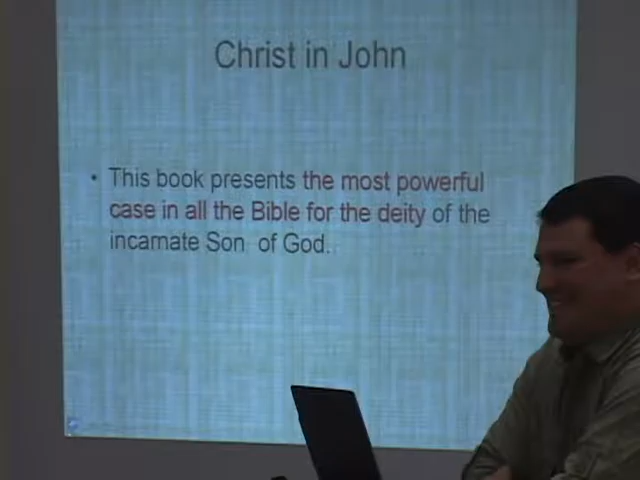 Christ in John
• This book presents the most powerful
case in all the Bible for the deity of the
incarnate Son of God.